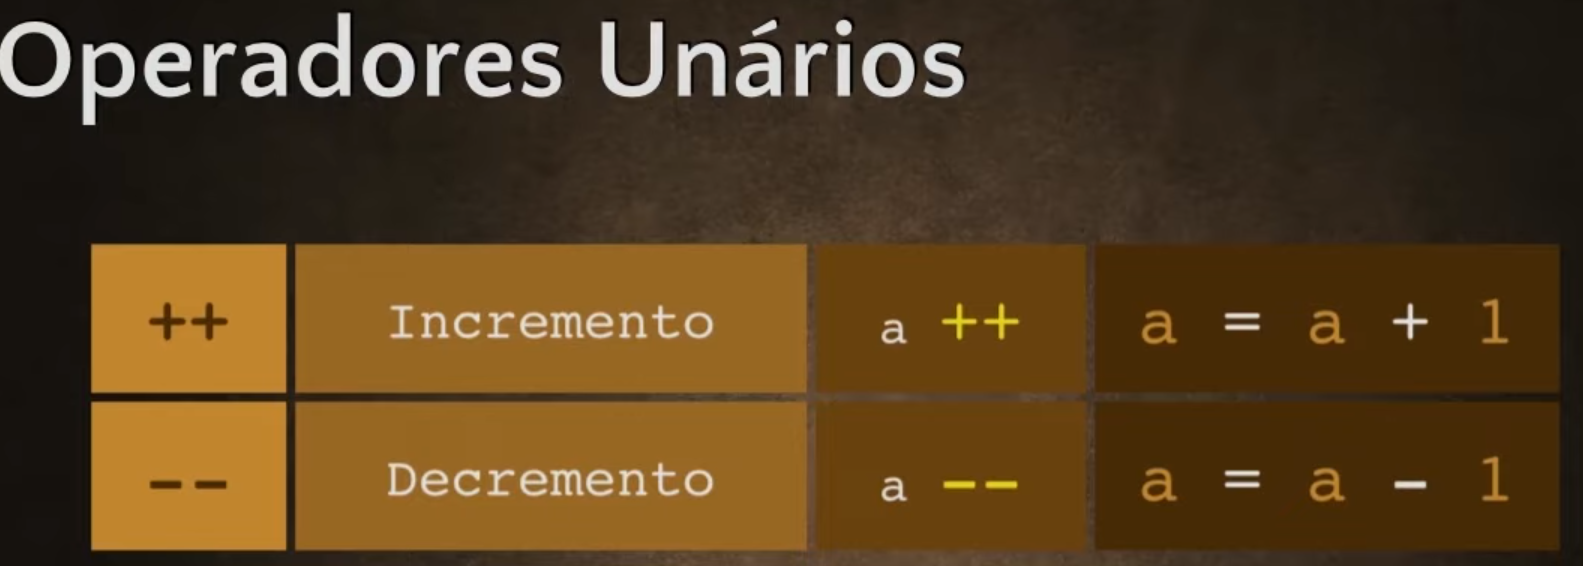 Operadores Unários
++ Incremento a ++ a = a + 1
-- Decremento a -- a = a - 1